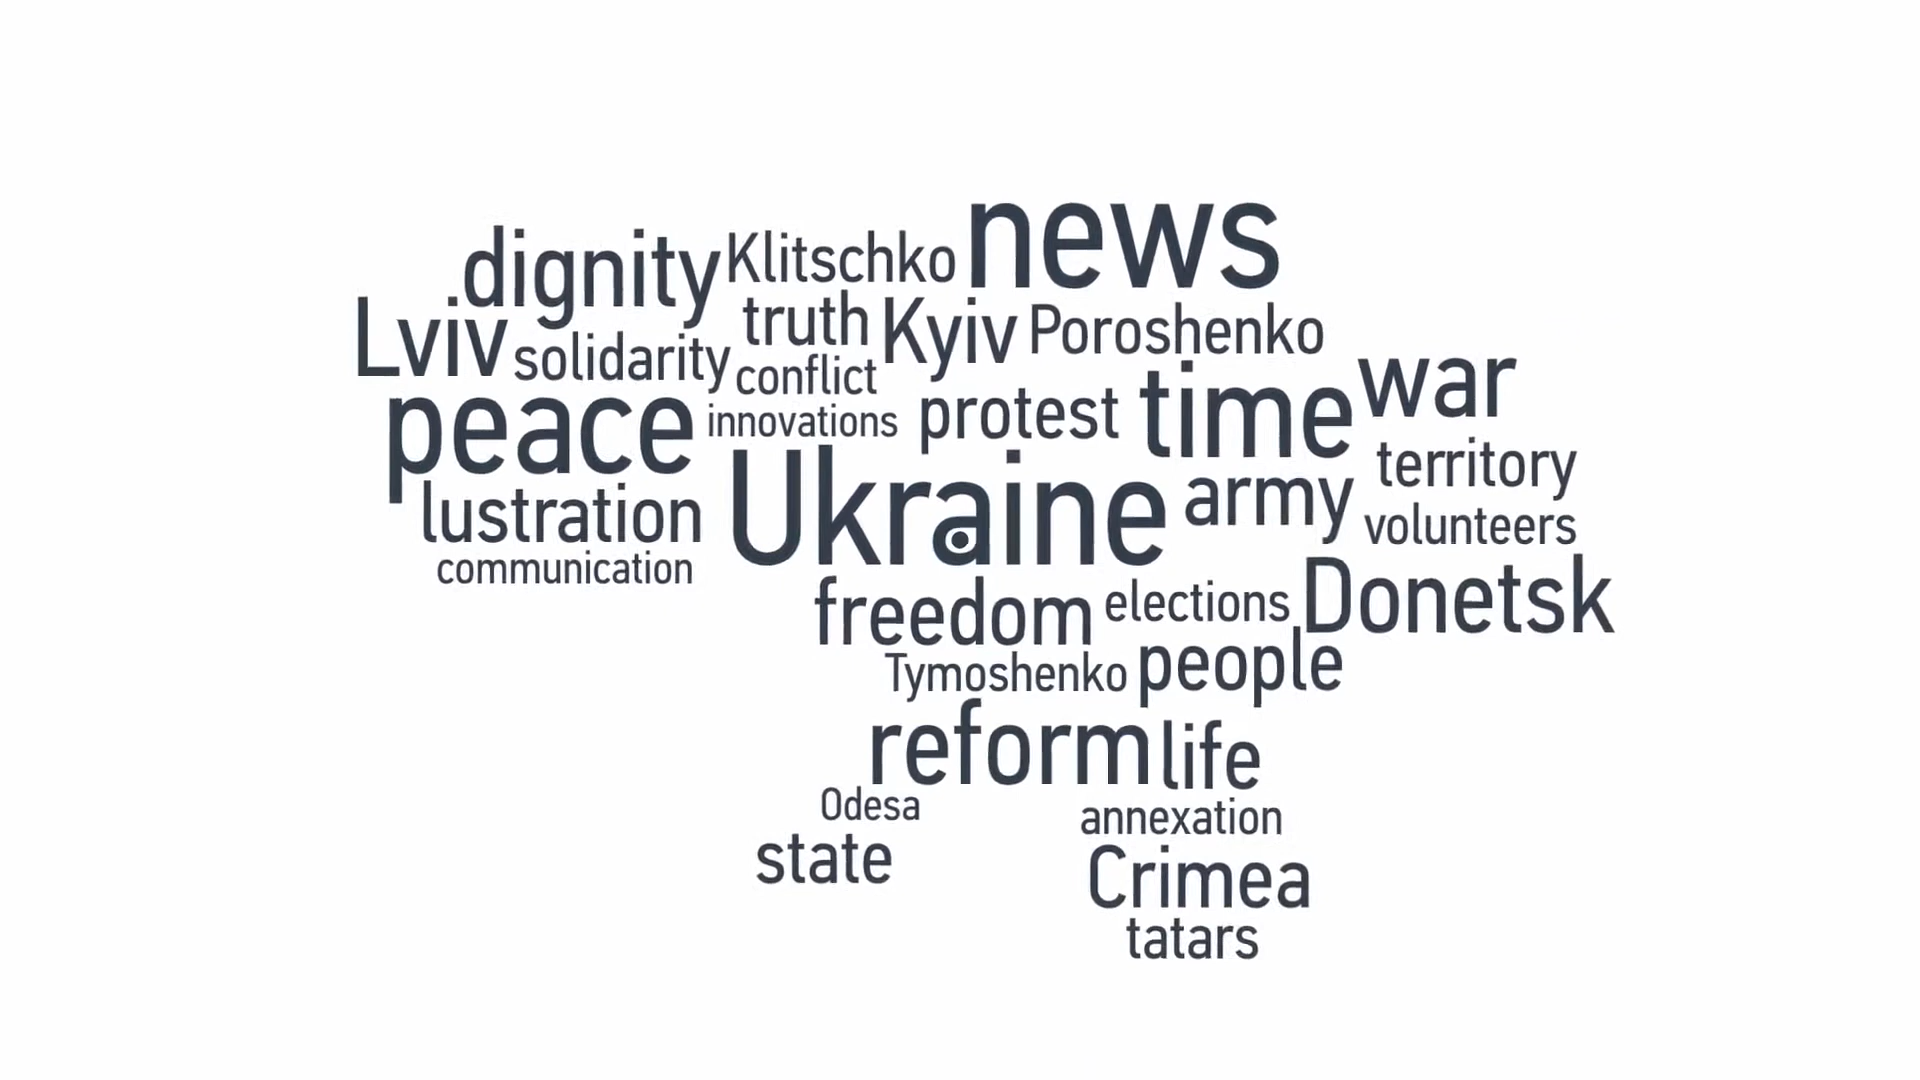 news
dignity Klitschko
Lviv solidarity truth Kyiv Poroshenko
conflict
peace innovations protest time war
territory
lustration Ukraine army volunteers
communication
freedom elections Donetsk
Tymoshenko people
reform life
Odesa annexation
state Crimea
tatars